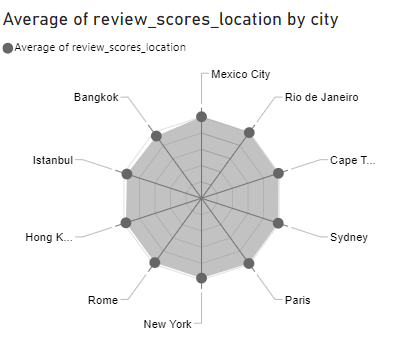 Average of review_scores_location by city
Average of review_scores_location
Mexico City
Bangkok
Rio de Janeiro
Istanbul
Cape T...
Hong K...
Sydney
Rome
Paris
New York